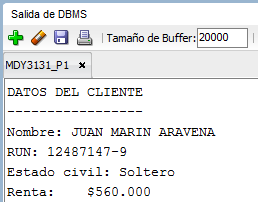 Salida de DBMS
Tamaño de Buffer: 20000
MDY3131_P1 ×
DATOS DEL CLIENTE
-----------------
Nombre: JUAN MARIN ARAVENA
RUN: 12487147-9
Estado civil: Soltero
Renta:    $560.000